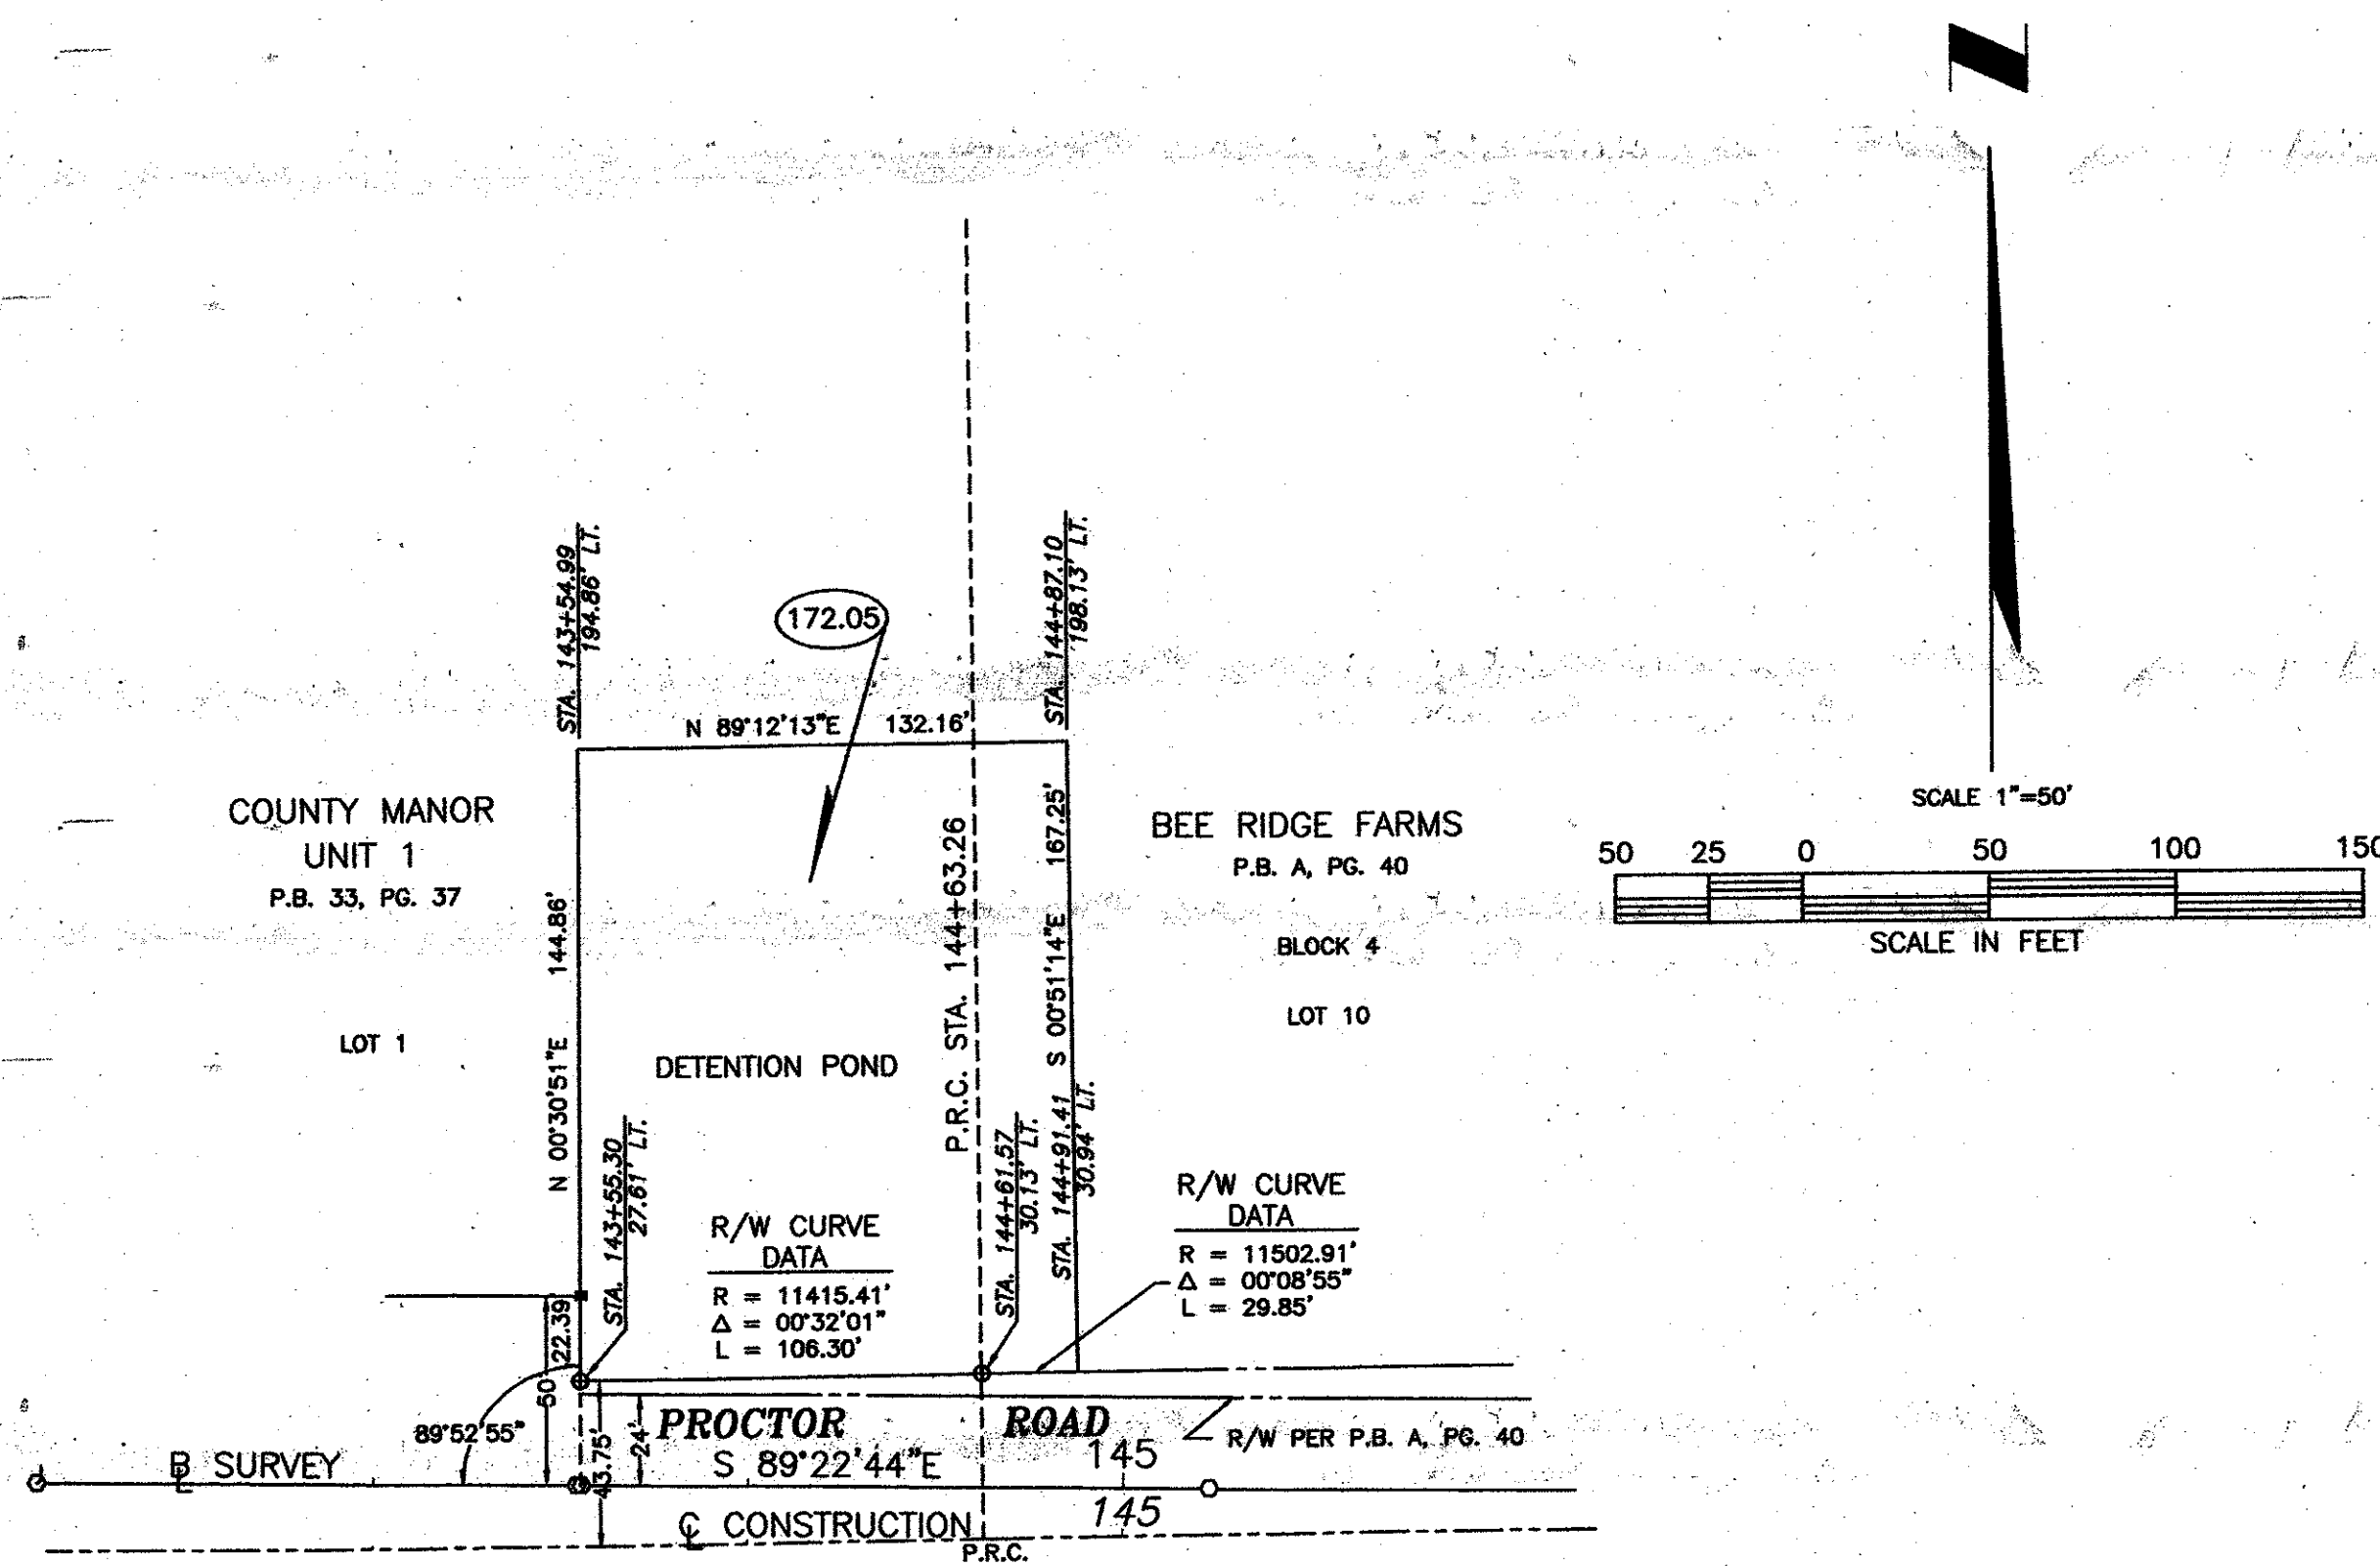 N
STA. 143+54.99
194.86' LT.
172.05
STA. 144+87.10
198.13' LT.
N 89°12'13"E 132.16'
COUNTY MANOR
UNIT 1
P.B. 33, PG. 37
LOT 1
N 00°30'51"E 144.86'
DETENTION POND
P.R.C. STA. 144+63.26
S 00°51'14"E 167.25'
BEE RIDGE FARMS
P.B. A, PG. 40
BLOCK 4
LOT 10
SCALE 1"=50'
50 25 0 50 100 150
SCALE IN FEET
STA. 143+55.30
27.61' LT.
R/W CURVE
DATA
R = 11415.41'
Δ = 00°32'01"
L = 106.30'
STA. 144+61.57
30.13' LT.
STA. 144+91.41
30.94' LT.
R/W CURVE
DATA
R = 11502.91'
Δ = 00°08'55"
L = 29.85'
22.39'
50'
89°52'55"
43.75'
24'
PROCTOR ROAD
S 89°22'44"E
145
R/W PER P.B. A, PG. 40
B SURVEY
℄ CONSTRUCTION
145
P.R.C.